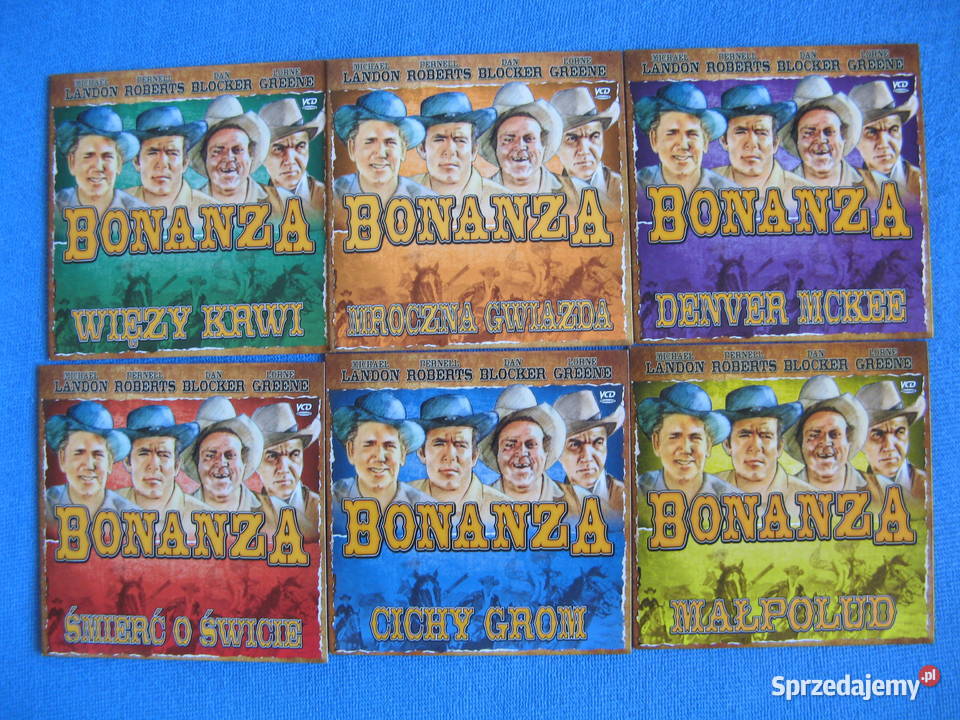 MICHAEL PERNELL DAN LORNE
LANDON ROBERTS BLOCKER GREENE
VCD
BONANZA
WIĘZY KRWI
MICHAEL PERNELL DAN LORNE
LANDON ROBERTS BLOCKER GREENE
VCD
BONANZA
MROCZNA GWIAZDA
MICHAEL PERNELL DAN LORNE
LANDON ROBERTS BLOCKER GREENE
VCD
BONANZA
DENVER MCKEE
MICHAEL PERNELL DAN LORNE
LANDON ROBERTS BLOCKER GREENE
VCD
BONANZA
ŚMIERĆ O ŚWICIE
MICHAEL PERNELL DAN LORNE
LANDON ROBERTS BLOCKER GREENE
VCD
BONANZA
CICHY GROM
MICHAEL PERNELL DAN LORNE
LANDON ROBERTS BLOCKER GREENE
VCD
BONANZA
MAŁPOLUD
Sprzedajemy.pl